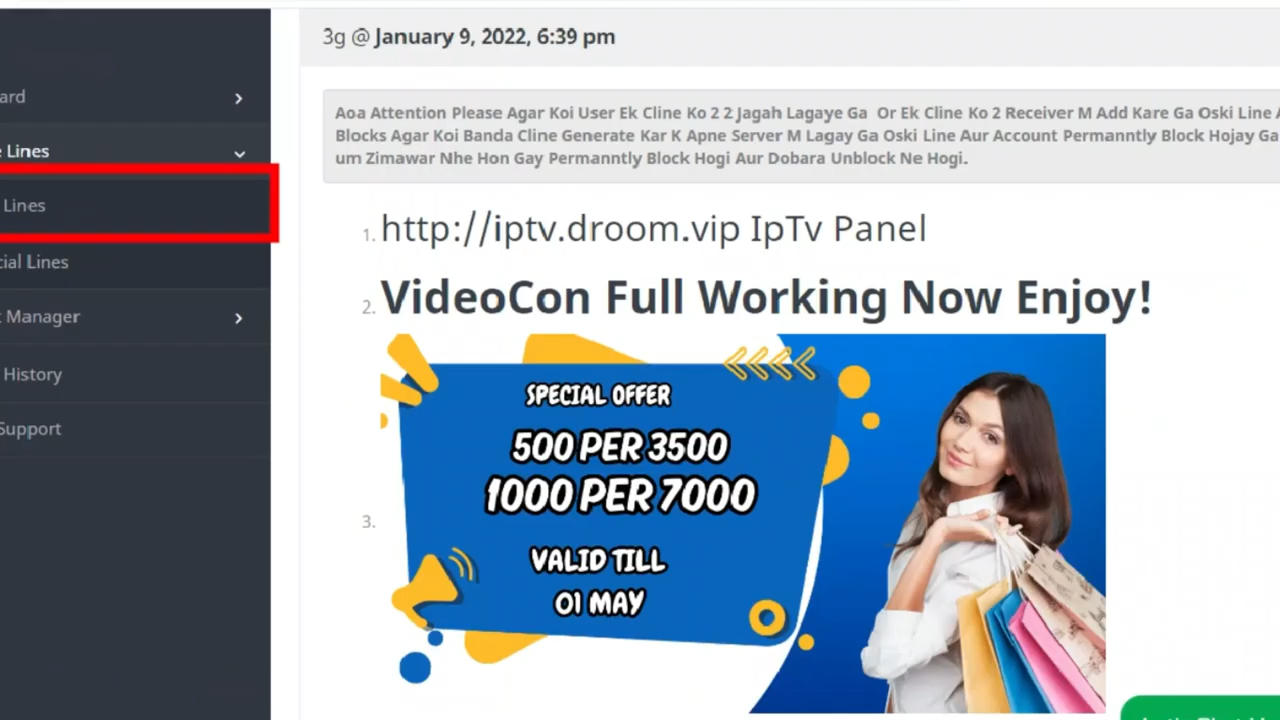 3g @ January 9, 2022, 6:39 pm
Lines
Lines
Lines
Manager
History
Support
Aoa Attention Please Agar Koi User Ek Cline Ko 2 2 Jagah Lagaye Ga Or Ek Cline Ko 2 Receiver M Add Kare Ga Oski Line
Blocks Agar Koi Banda Cline Generate Kar K Apne Server M Lagay Ga Oski Line Aur Account Permanntly Block Hojay Ga
um Zimawar Nhe Hon Gay Permanntly Block Hogi Aur Dobara Unblock Ne Hogi.
1. http://iptv.droom.vip IpTv Panel
2. VideoCon Full Working Now Enjoy!
3.
SPECIAL OFFER
500 PER 3500
1000 PER 7000
VALID TILL
01 MAY